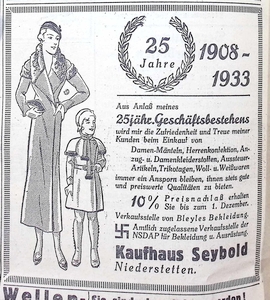 25
Jahre
1908-
1933
Aus Anlaß meines
25jähr. Geschäftsbestehens
wird mir die Zufriedenheit und Treue meiner
Kunden beim Einkauf von
Damen-Mänteln, Herrenkonfektion, An-
zug- u. Damenkleiderstoffen, Aussteuer-
Artikeln, Trikotagen, Woll- u. Weißwaren
immer ein Ansporn bleiben, ihnen stets gute
und preiswerte Qualitäten zu bieten.
10% Preisnachlaß erhalten
Sie bis zum 1. Dezember.
Verkaufsstelle von Bleyles Bekleidung.
Amtlich zugelassene Verkaufsstelle der
NSDAP für Bekleidung u. Ausrüstung.
Kaufhaus Seybold
Niederstetten.